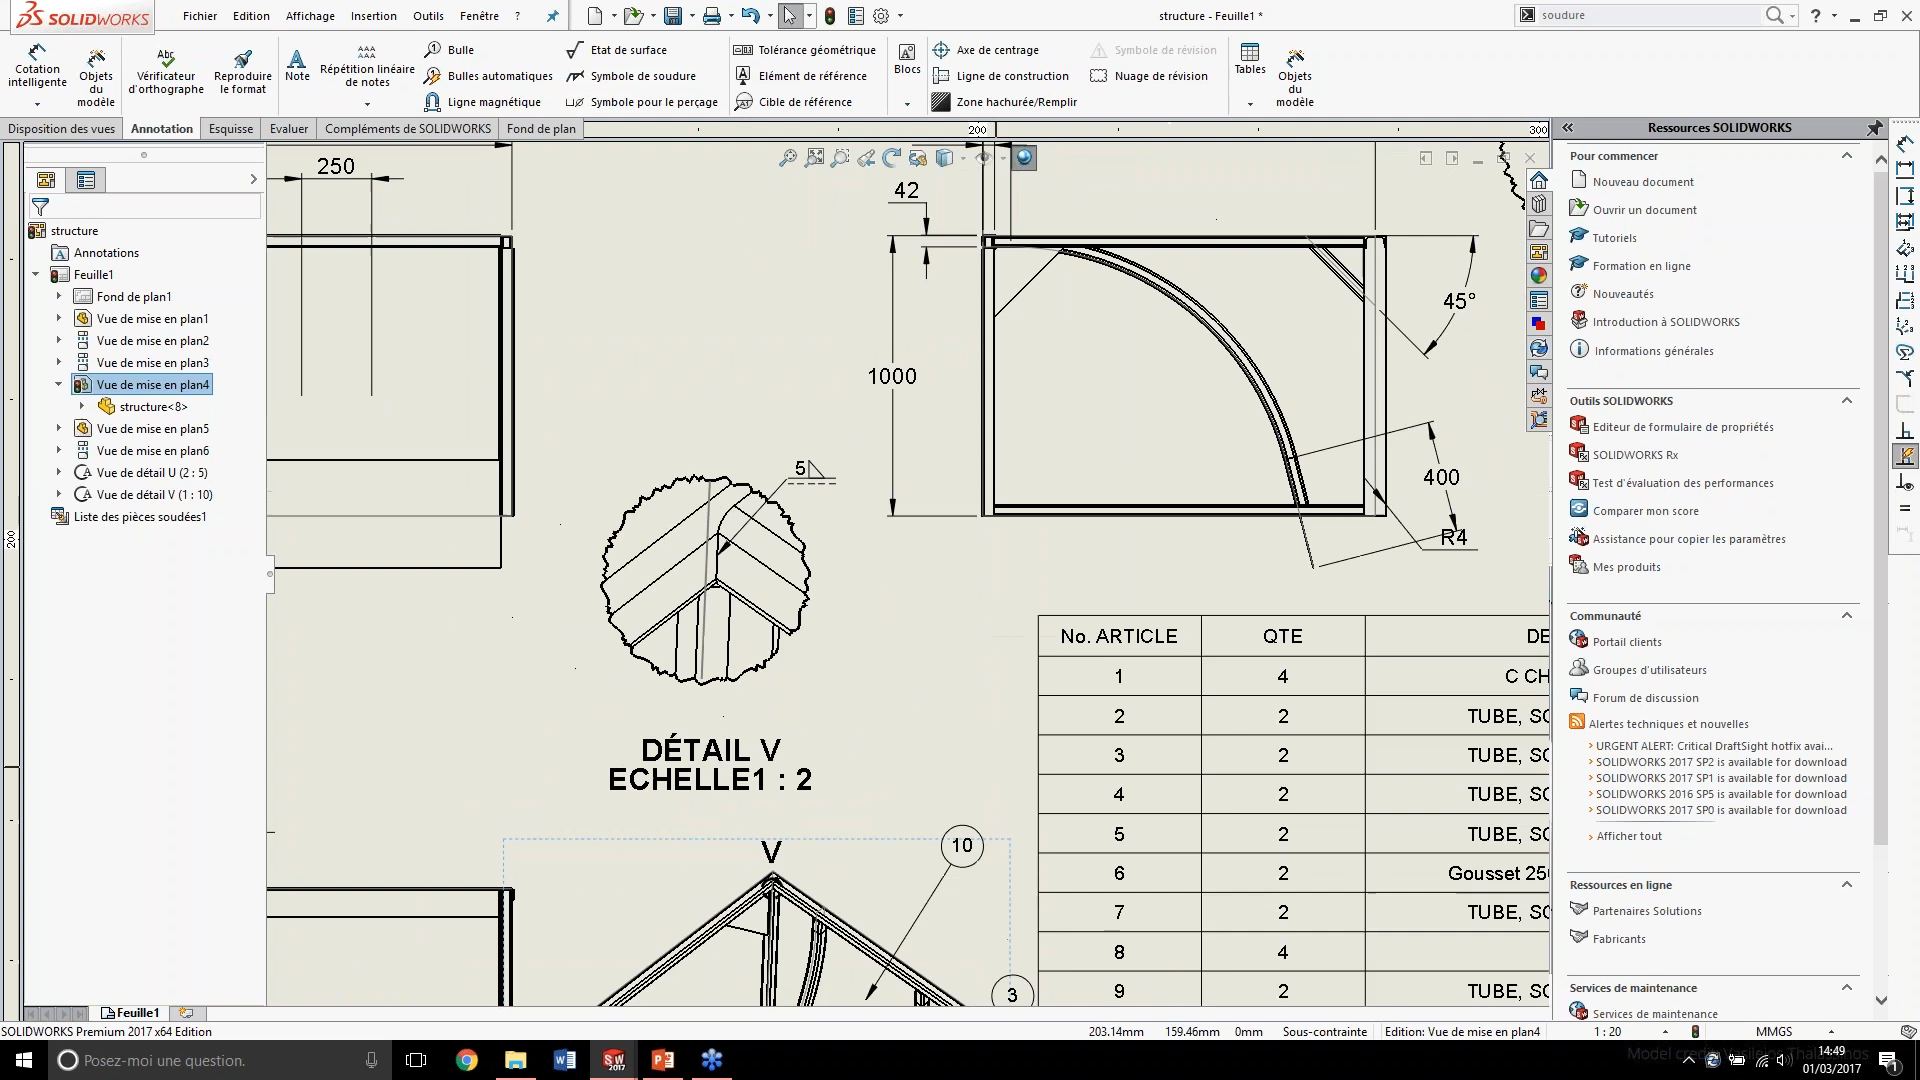 SOLIDWORKS
Fichier Edition Affichage Insertion Outils Fenêtre ?
structure - Feuille1 *
soudure
?
Cotation intelligente
Objets du modèle
Abc
Vérificateur d'orthographe
Reproduire le format
Note
Répétition linéaire de notes
Bulle
Bulles automatiques
Ligne magnétique
Etat de surface
Symbole de soudure
Symbole pour le perçage
Tolérance géométrique
Elément de référence
Cible de référence
Blocs
Axe de centrage
Ligne de construction
Zone hachurée/Remplir
Symbole de révision
Nuage de révision
Tables
Objets du modèle
Disposition des vues Annotation Esquisse Evaluer Compléments de SOLIDWORKS Fond de plan
200
300
200
structure
Annotations
Feuille1
Fond de plan1
Vue de mise en plan1
Vue de mise en plan2
Vue de mise en plan3
Vue de mise en plan4
structure<8>
Vue de mise en plan5
Vue de mise en plan6
Vue de détail U (2 : 5)
Vue de détail V (1 : 10)
Liste des pièces soudées1
250
42
1000
45°
400
R4
5
DÉTAIL V
ECHELLE1 : 2
V
10
3
No. ARTICLE QTE DE
1 4 C CH
2 2 TUBE, SC
3 2 TUBE, SC
4 2 TUBE, SC
5 2 TUBE, SC
6 2 Gousset 250
7 2 TUBE, SC
8 4
9 2 TUBE, SC
Ressources SOLIDWORKS
Pour commencer
Nouveau document
Ouvrir un document
Tutoriels
Formation en ligne
Nouveautés
Introduction à SOLIDWORKS
Informations générales
Outils SOLIDWORKS
Editeur de formulaire de propriétés
SOLIDWORKS Rx
Test d'évaluation des performances
Comparer mon score
Assistance pour copier les paramètres
Mes produits
Communauté
Portail clients
Groupes d'utilisateurs
Forum de discussion
Alertes techniques et nouvelles
URGENT ALERT: Critical DraftSight hotfix avai...
SOLIDWORKS 2017 SP2 is available for download
SOLIDWORKS 2017 SP1 is available for download
SOLIDWORKS 2016 SP5 is available for download
SOLIDWORKS 2017 SP0 is available for download
Afficher tout
Ressources en ligne
Partenaires Solutions
Fabricants
Services de maintenance
Services de maintenance
Feuille1
SOLIDWORKS Premium 2017 x64 Edition
203.14mm 159.46mm 0mm Sous-contrainte Edition: Vue de mise en plan4 1 : 20 MMGS
Posez-moi une question.
Model credit
14:49
01/03/2017